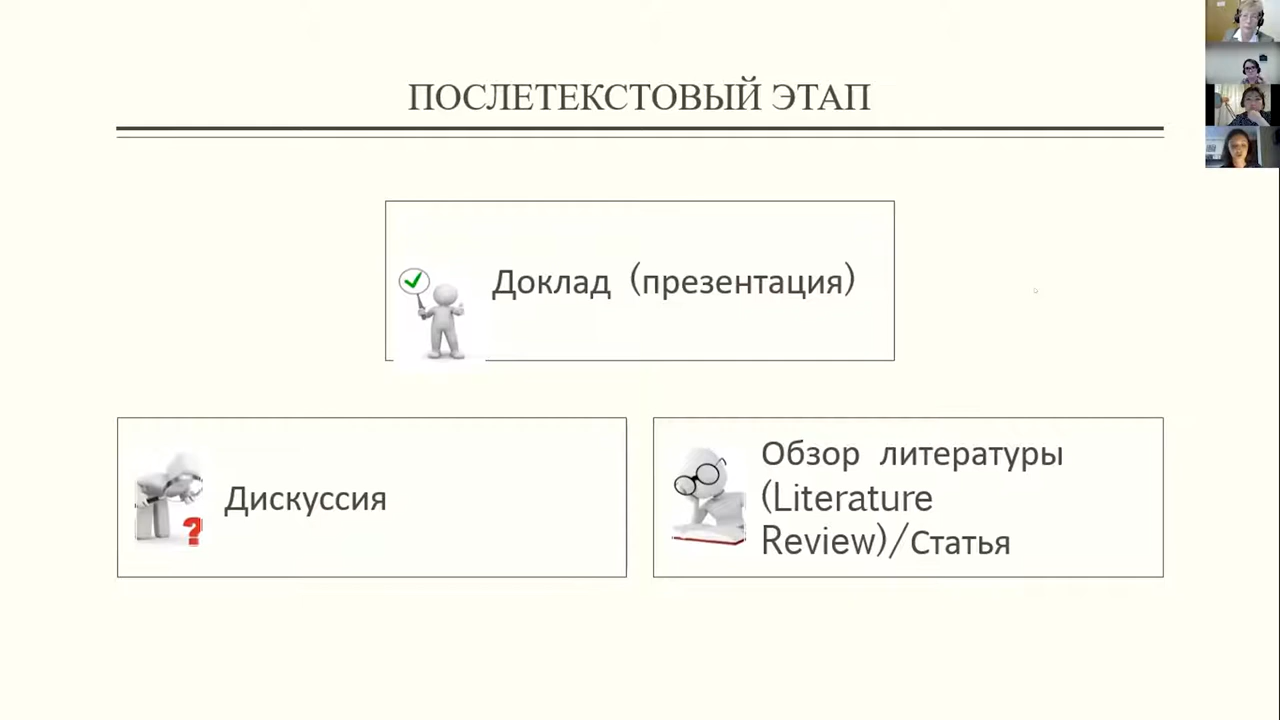 ПОСЛЕТЕКСТОВЫЙ ЭТАП
Доклад (презентация)
Дискуссия
Обзор литературы
(Literature
Review)/Статья